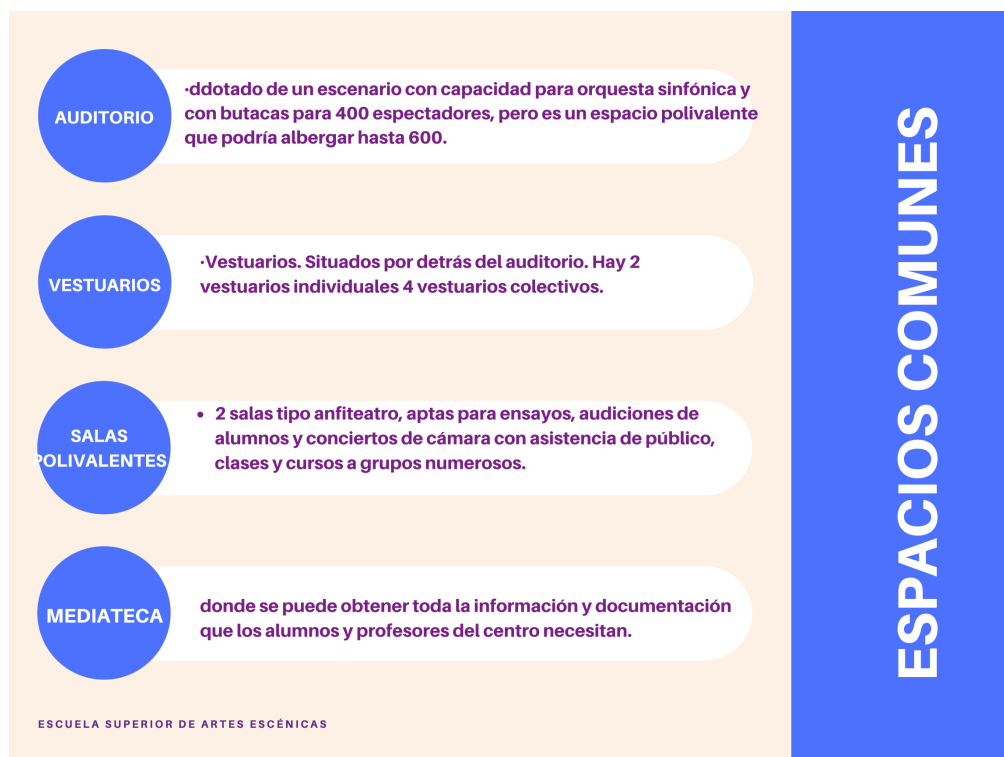 AUDITORIO
·ddotado de un escenario con capacidad para orquesta sinfónica y
con butacas para 400 espectadores, pero es un espacio polivalente
que podría albergar hasta 600.
VESTUARIOS
·Vestuarios. Situados por detrás del auditorio. Hay 2
vestuarios individuales 4 vestuarios colectivos.
SALAS
POLIVALENTES
• 2 salas tipo anfiteatro, aptas para ensayos, audiciones de
alumnos y conciertos de cámara con asistencia de público,
clases y cursos a grupos numerosos.
MEDIATECA
donde se puede obtener toda la información y documentación
que los alumnos y profesores del centro necesitan.
ESCUELA SUPERIOR DE ARTES ESCÉNICAS
ESPACIOS COMUNES